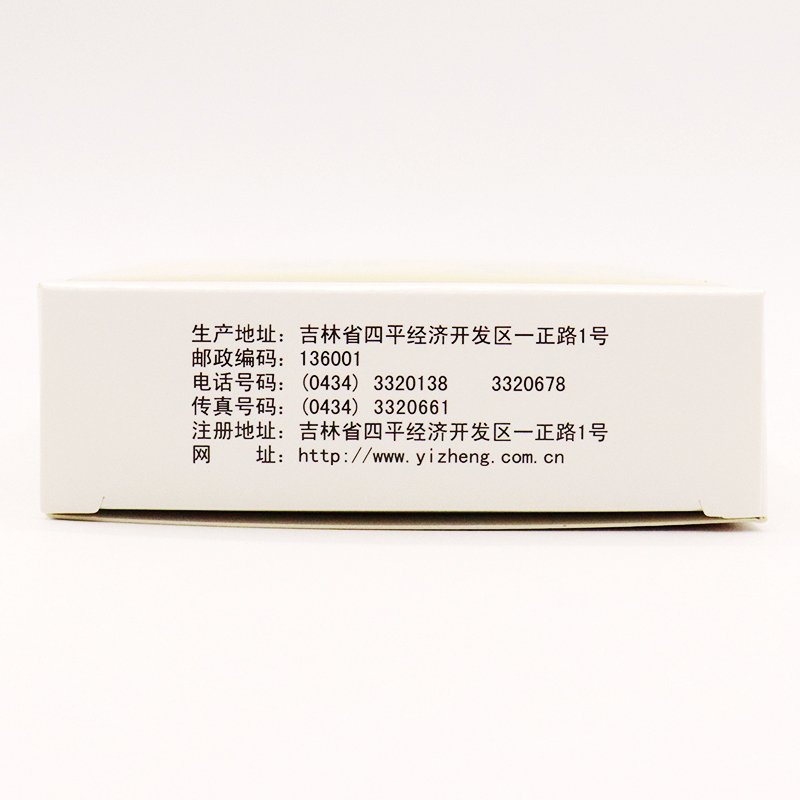 生产地址：吉林省四平经济开发区一正路1号
邮政编码：136001
电话号码：(0434) 3320138　3320678
传真号码：(0434) 3320661
注册地址：吉林省四平经济开发区一正路1号
网　　址：http://www.yizheng.com.cn